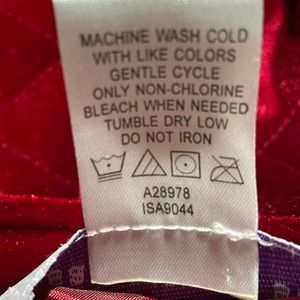 MACHINE WASH COLD
WITH LIKE COLORS
GENTLE CYCLE
ONLY NON-CHLORINE
BLEACH WHEN NEEDED
TUMBLE DRY LOW
DO NOT IRON
A28978
ISA9044